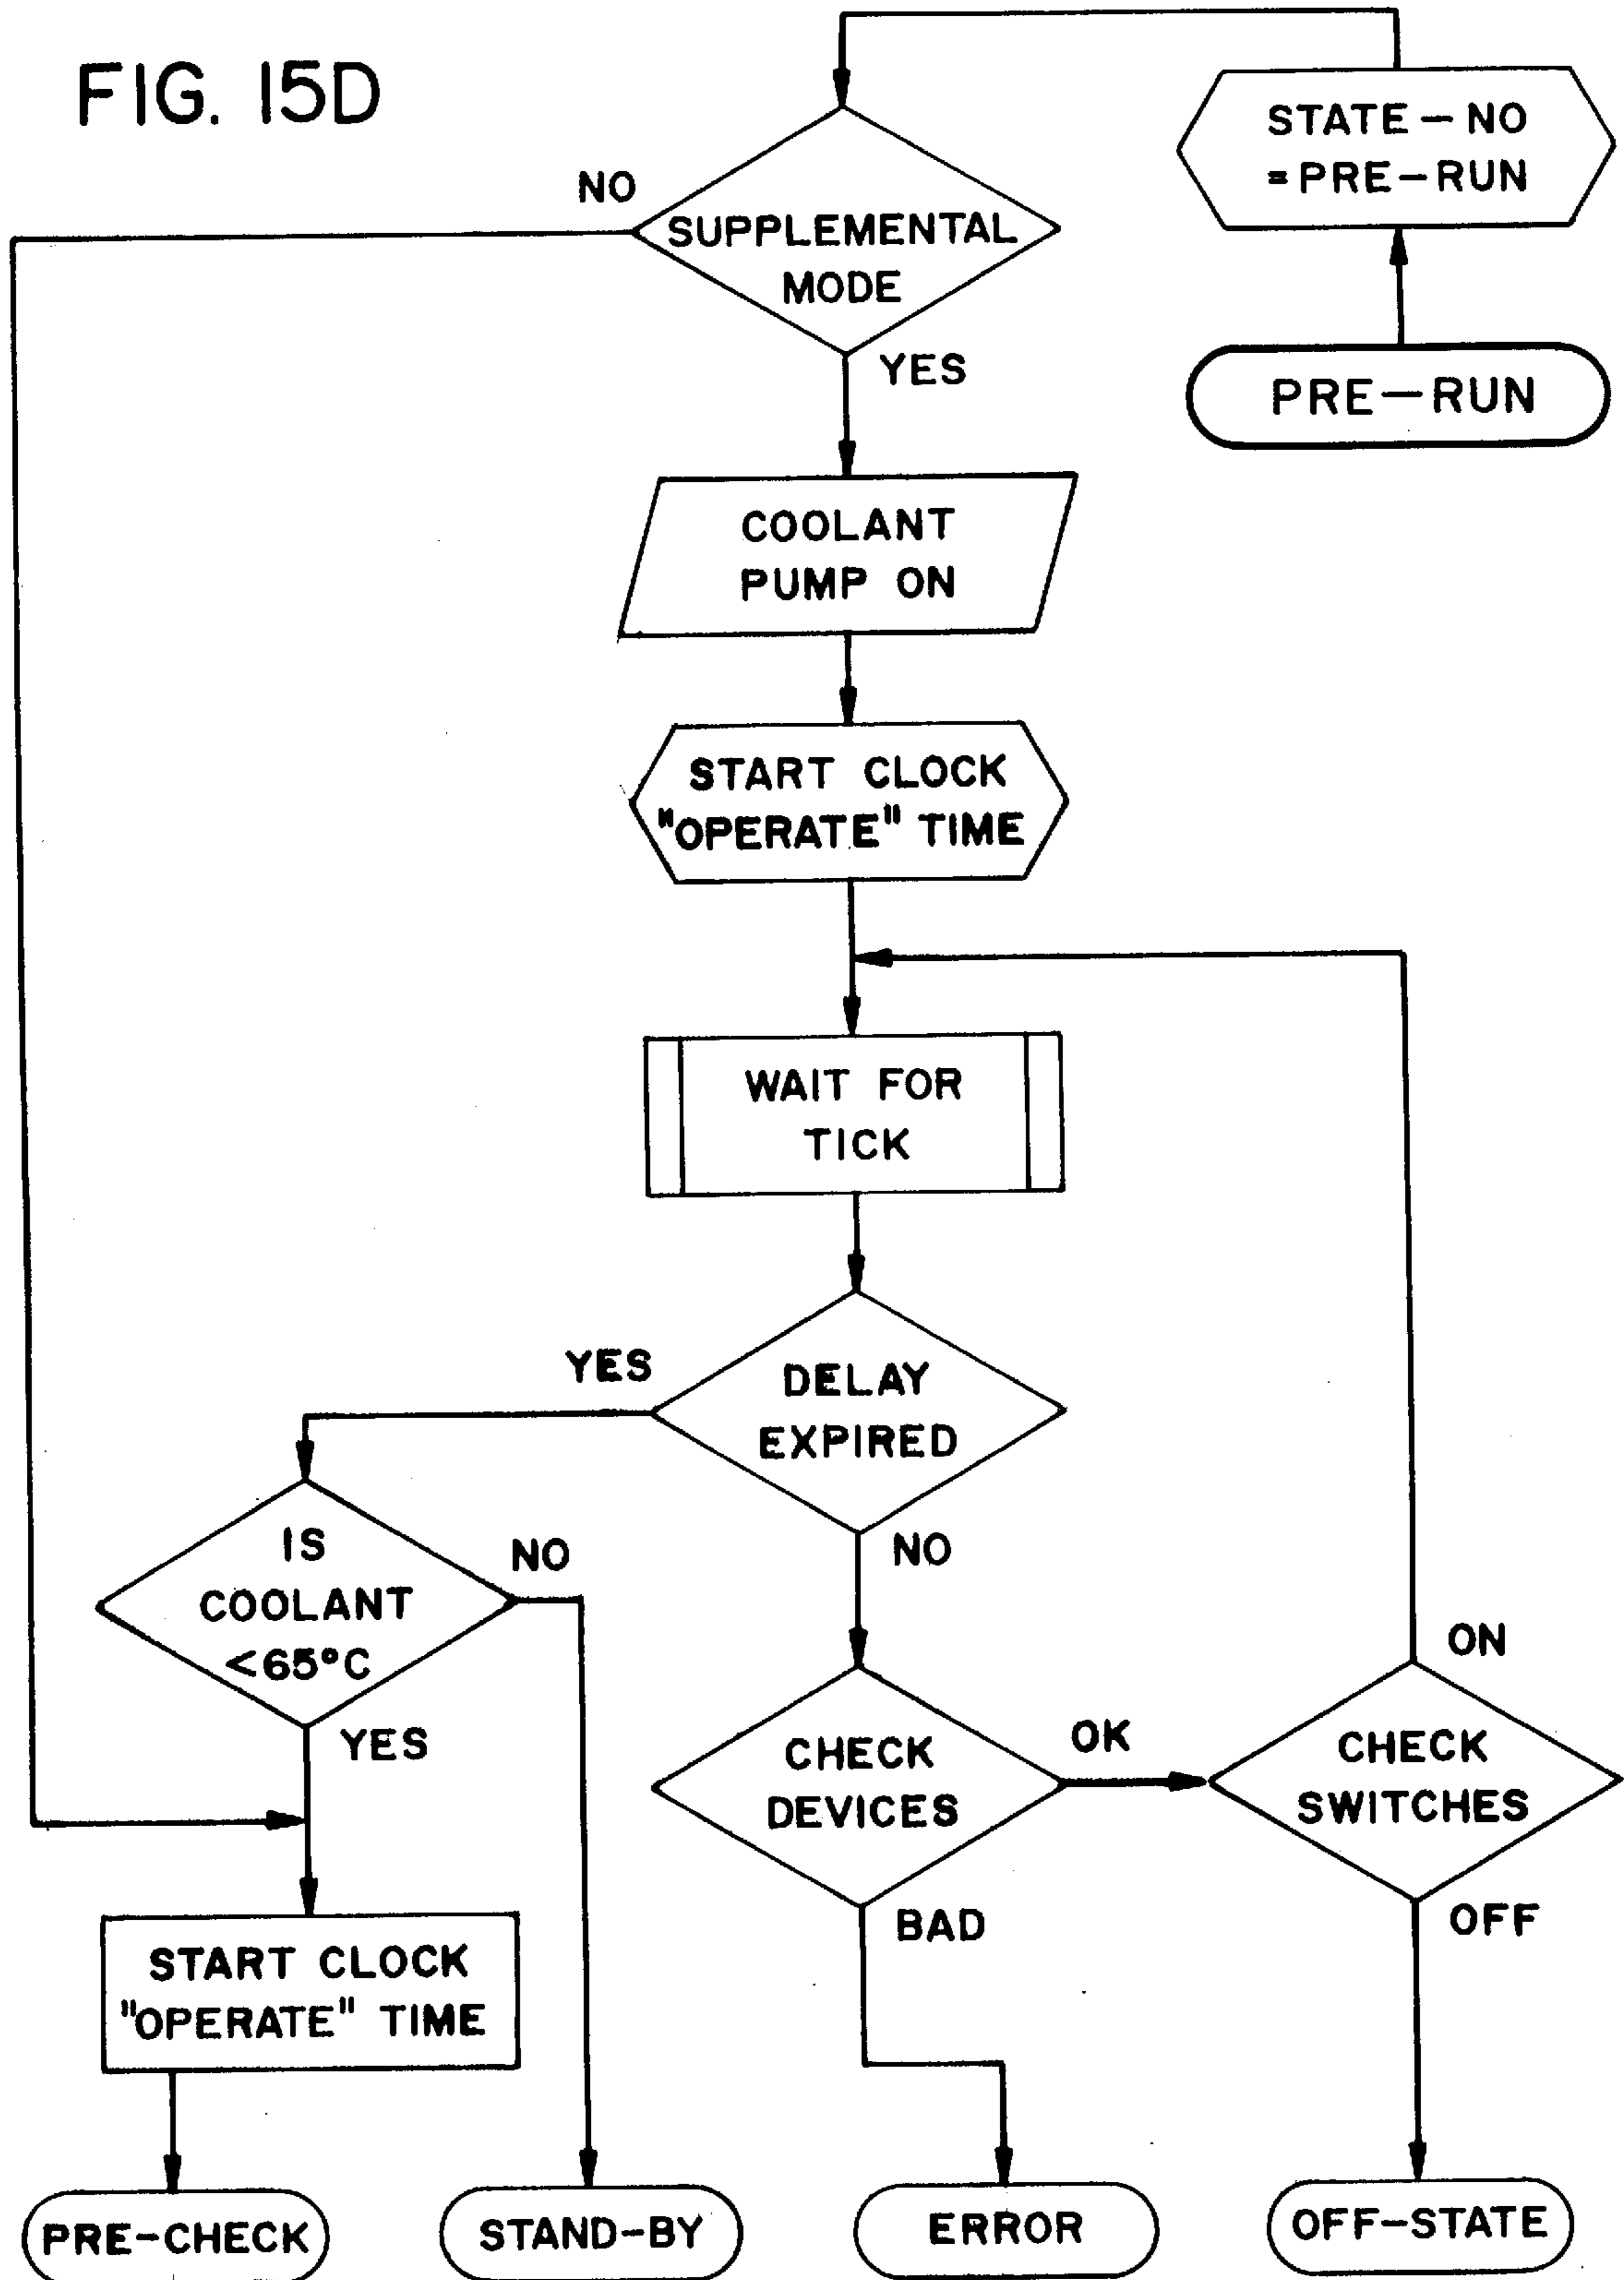 FIG. 15D
STATE-NO
=PRE-RUN
PRE-RUN
NO
SUPPLEMENTAL
MODE
YES
COOLANT
PUMP ON
START CLOCK
"OPERATE" TIME
WAIT FOR
TICK
YES
DELAY
EXPIRED
NO
IS
COOLANT
<65°C
NO
YES
CHECK
DEVICES
OK
BAD
ON
CHECK
SWITCHES
OFF
START CLOCK
"OPERATE" TIME
PRE-CHECK
STAND-BY
ERROR
OFF-STATE